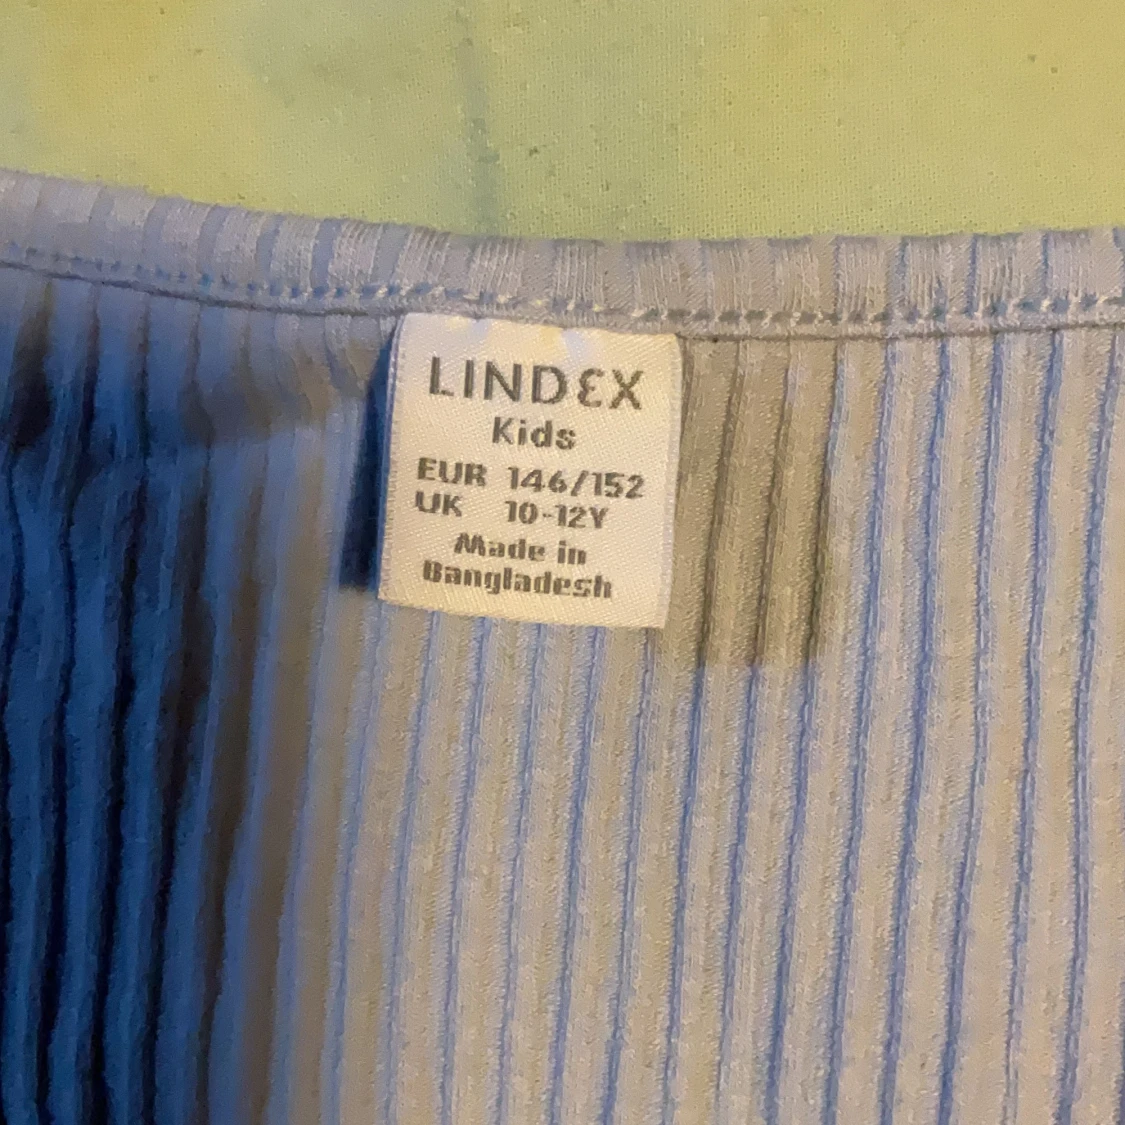 LINDEX
Kids
EUR 146/152
UK 10-12Y
Made in
Bangladesh